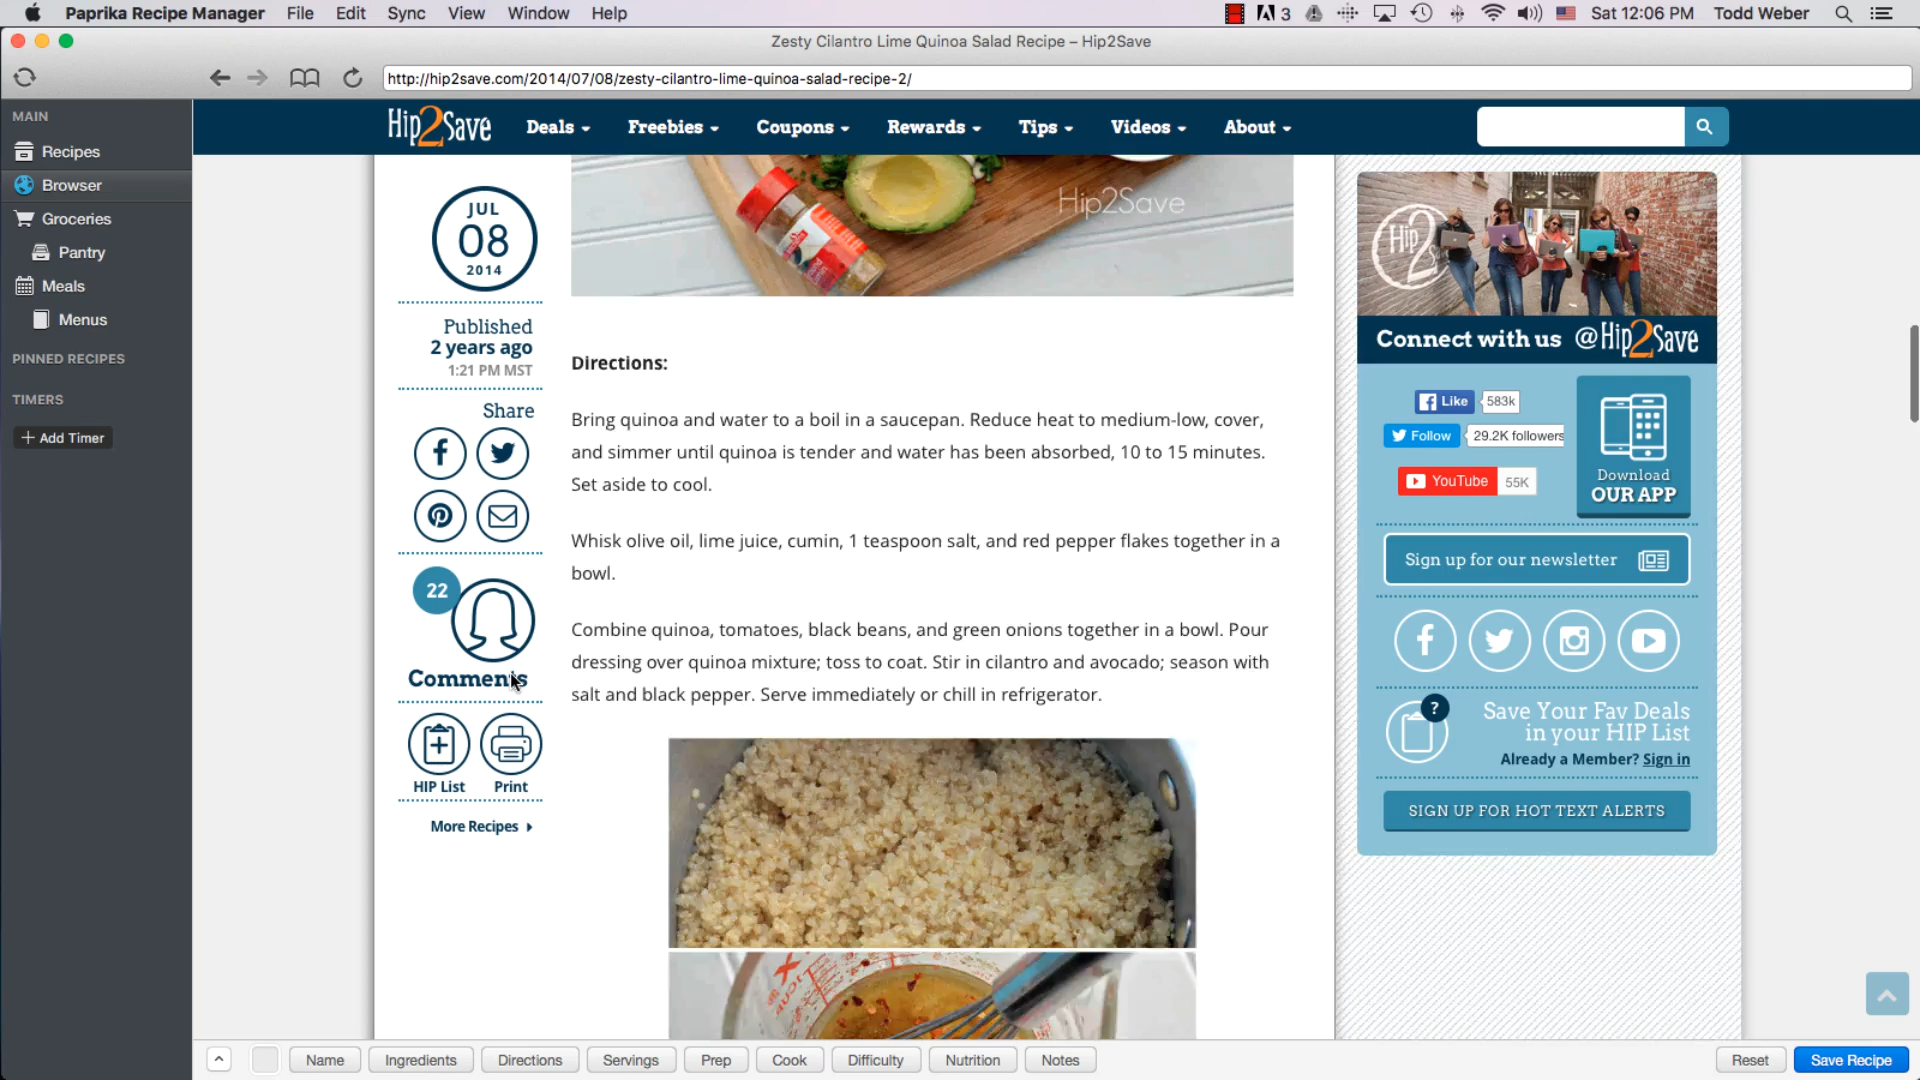 Paprika Recipe Manager File Edit Sync View Window Help
3 Sat 12:06 PM Todd Weber
Zesty Cilantro Lime Quinoa Salad Recipe – Hip2Save
http://hip2save.com/2014/07/08/zesty-cilantro-lime-quinoa-salad-recipe-2/
MAIN
Recipes
Browser
Groceries
Pantry
Meals
Menus
PINNED RECIPES
TIMERS
+ Add Timer
Hip2Save Deals Freebies Coupons Rewards Tips Videos About
JUL
08
2014
Published
2 years ago
1:21 PM MST
Share
22
Comments
HIP List Print
More Recipes
Hip2Save
Directions:
Bring quinoa and water to a boil in a saucepan. Reduce heat to medium-low, cover,
and simmer until quinoa is tender and water has been absorbed, 10 to 15 minutes.
Set aside to cool.
Whisk olive oil, lime juice, cumin, 1 teaspoon salt, and red pepper flakes together in a
bowl.
Combine quinoa, tomatoes, black beans, and green onions together in a bowl. Pour
dressing over quinoa mixture; toss to coat. Stir in cilantro and avocado; season with
salt and black pepper. Serve immediately or chill in refrigerator.
Hip2
Connect with us @Hip2Save
Like 583k
Follow 29.2K followers
YouTube 55K
Download
OUR APP
Sign up for our newsletter
?
Save Your Fav Deals
in your HIP List
Already a Member? Sign in
SIGN UP FOR HOT TEXT ALERTS
Name Ingredients Directions Servings Prep Cook Difficulty Nutrition Notes Reset Save Recipe